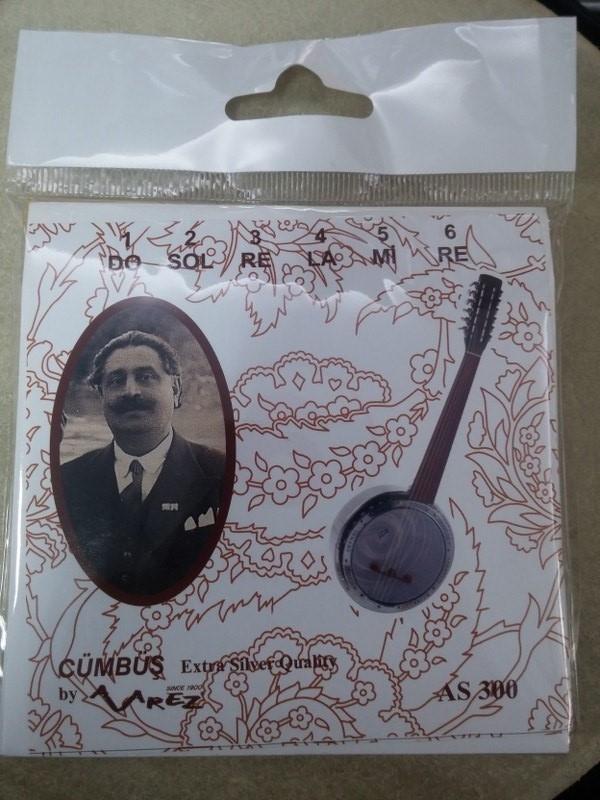 1 2 3 4 5 6
DO SOL RE LA Mİ RE
CÜMBÜŞ Extra Silver Quality
SINCE 1900
by AVAREZ AS 300